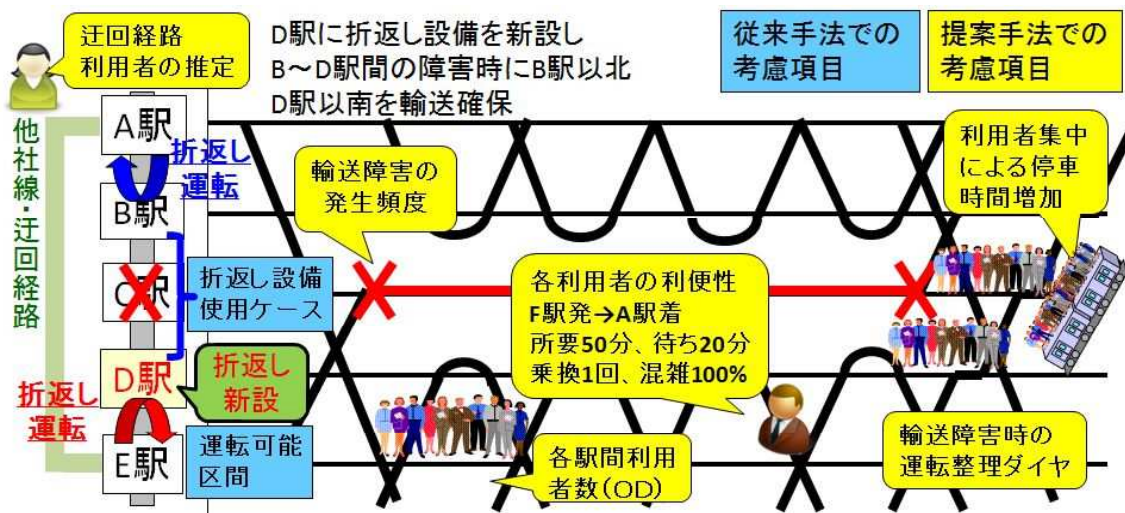 迂回経路
利用者の推定
D駅に折返し設備を新設し
B～D駅間の障害時にB駅以北
D駅以南を輸送確保
従来手法での
考慮項目
提案手法での
考慮項目
他社線・迂回経路
A駅
折返し
運転
B駅
C駅
折返し設備
使用ケース
D駅
折返し
新設
折返し
運転
E駅
運転可能
区間
輸送障害の
発生頻度
利用者集中
による停車
時間増加
各利用者の利便性
F駅発→A駅着
所要50分、待ち20分
乗換1回、混雑100%
各駅間利用
者数(OD)
輸送障害時の
運転整理ダイヤ